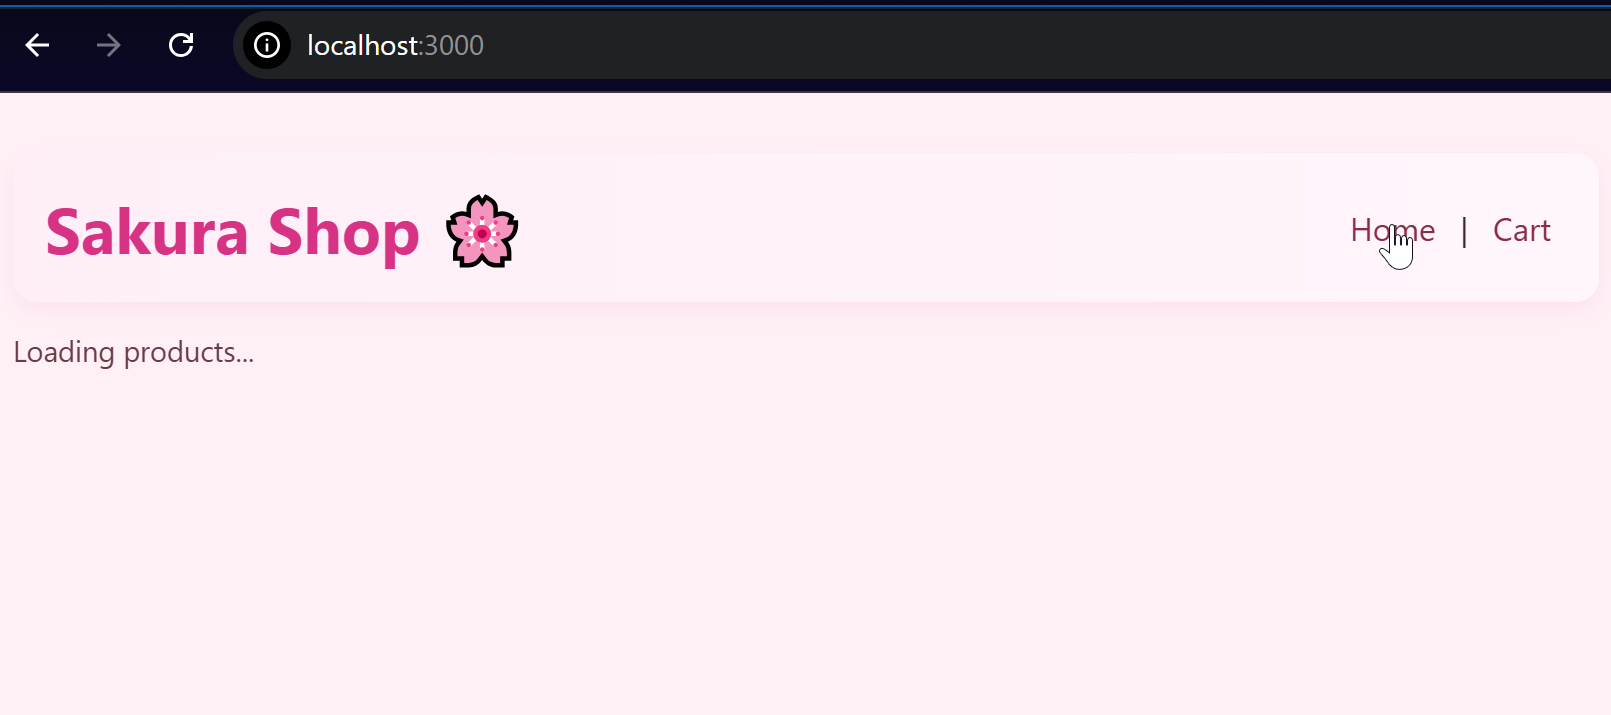 localhost:3000
Sakura Shop
Home | Cart
Loading products...